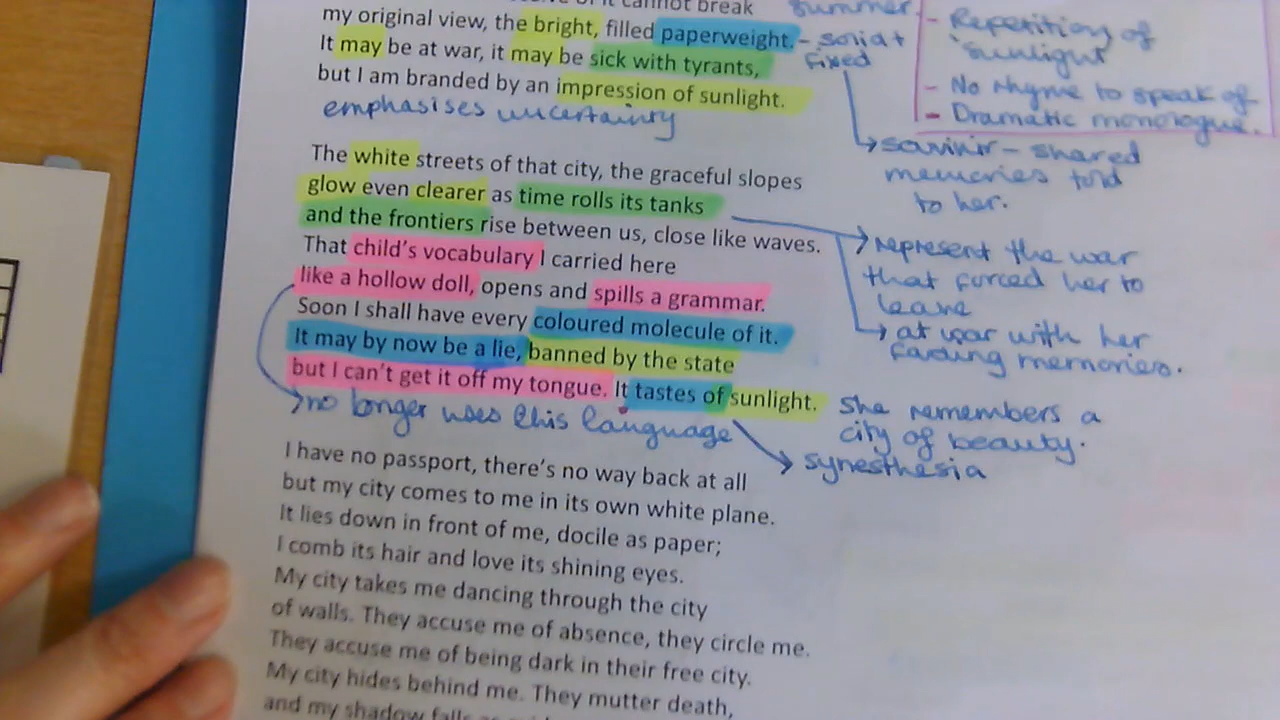 cannot break
summer.
my original view, the bright, filled paperweight. - soliat
fixed
It may be at war, it may be sick with tyrants,
but I am branded by an impression of sunlight.
emphasises uncertainty
- Repetition of
'sunlight
- No rhyme to speak of
- Dramatic monologue.
souvinir - shared
memories told
to her.
The white streets of that city, the graceful slopes
glow even clearer as time rolls its tanks
and the frontiers rise between us, close like waves.
That child's vocabulary I carried here
like a hollow doll, opens and spills a grammar.
Soon I shall have every coloured molecule of it.
It may by now be a lie, banned by the state
but I can't get it off my tongue. It tastes of sunlight.
represent the war
that forced her to
leave
at war with her
fading memories.
no longer uses this language
She remembers a
city of beauty.
synesthesia
I have no passport, there's no way back at all
but my city comes to me in its own white plane.
It lies down in front of me, docile as paper;
I comb its hair and love its shining eyes.
My city takes me dancing through the city
of walls. They accuse me of absence, they circle me.
They accuse me of being dark in their free city.
My city hides behind me. They mutter death,
and my shadow falls